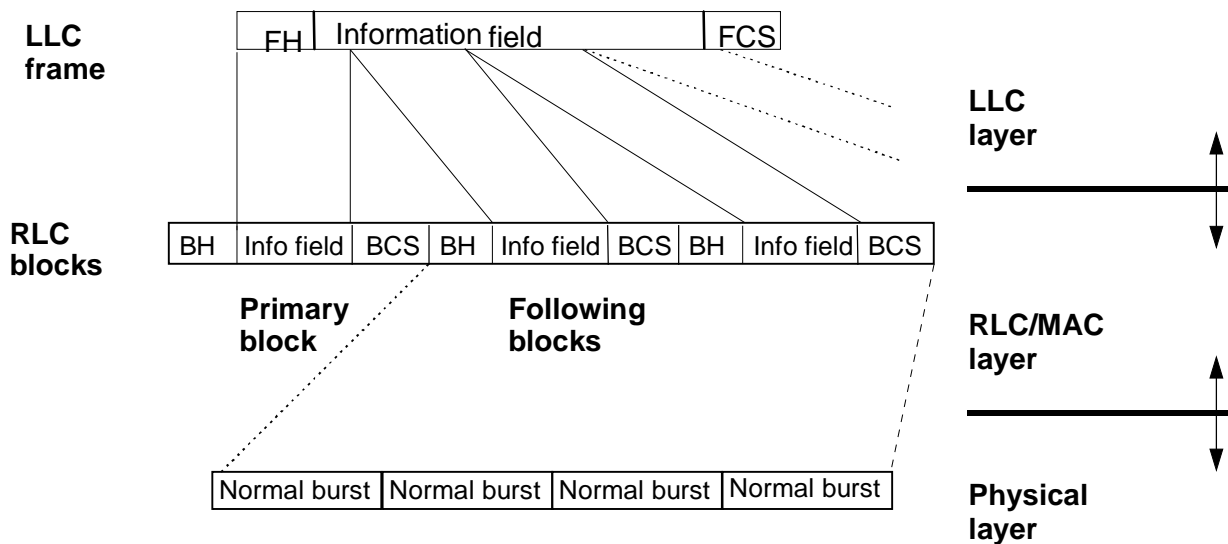 LLC
frame
FH
Information field
FCS
LLC
layer
RLC
blocks
BH
Info field
BCS
BH
Info field
BCS
BH
Info field
BCS
Primary
block
Following
blocks
RLC/MAC
layer
Normal burst
Normal burst
Normal burst
Normal burst
Physical
layer